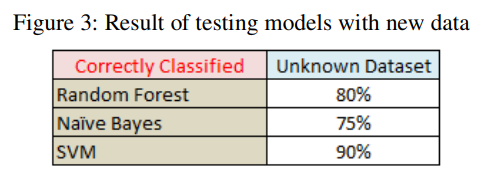 Figure 3: Result of testing models with new data
Correctly Classified Unknown Dataset
Random Forest 80%
Naïve Bayes 75%
SVM 90%